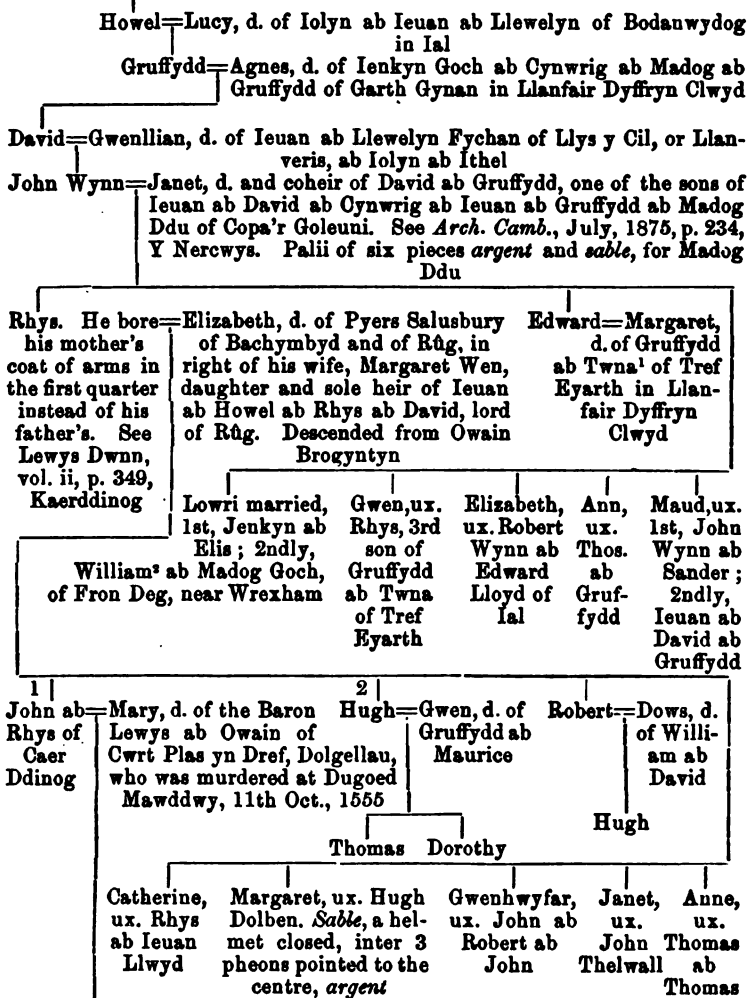 Howel=Lucy, d. of Iolyn ab Ieuan ab Llewelyn of Bodanwydog
in Ial
Gruffydd=Agnes, d. of Ienkyn Goch ab Cynwrig ab Madog ab
Gruffydd of Garth Gynan in Llanfair Dyffryn Clwyd
David=Gwenllian, d. of Ieuan ab Llewelyn Fychan of Llys y Cil, or Llan-
veris, ab Iolyn ab Ithel
John Wynn=Janet, d. and coheir of David ab Gruffydd, one of the sons of
Ieuan ab David ab Cynwrig ab Ieuan ab Gruffydd ab Madog
Ddu of Copa'r Goleuni. See Arch. Camb., July, 1875, p. 234,
Y Nercwys. Palii of six pieces argent and sable, for Madog
Ddu
Rhys. He bore=
his mother's
coat of arms in
the first quarter
instead of his
father's. See
Lewys Dwnn,
vol. ii, p. 349,
Kaerddinog
Elizabeth, d. of Pyers Salusbury
of Bachymbyd and of Rûg, in
right of his wife, Margaret Wen,
daughter and sole heir of Ieuan
ab Howel ab Rhys ab David, lord
of Rûg. Descended from Owain
Brogyntyn
Edward=Margaret,
d. of Gruffydd
ab Twna¹ of Tref
Eyarth in Llan-
fair Dyffryn
Clwyd
Lowri married,
1st, Jenkyn ab
Elis; 2ndly,
William² ab Madog Goch,
of Fron Deg, near Wrexham
Gwen, ux.
Rhys, 3rd
son of
Gruffydd
ab Twna
of Tref
Eyarth
Elizabeth,
ux. Robert
Wynn ab
Edward
Lloyd of
Ial
Ann,
ux.
Thos.
ab
Gruf-
fydd
Maud, ux.
1st, John
Wynn ab
Sander;
2ndly,
Ieuan ab
David ab
Gruffydd
1
John ab=
Rhys of
Caer
Ddinog
Mary, d. of the Baron
Lewys ab Owain of
Cwrt Plas yn Dref, Dolgellau,
who was murdered at Dugoed
Mawddwy, 11th Oct., 1555
2
Hugh=Gwen, d. of
Gruffydd ab
Maurice
Robert=Dows, d.
of Willi-
am ab
David
Hugh
Thomas Dorothy
Catherine,
ux. Rhys
ab Ieuan
Llwyd
Margaret, ux. Hugh
Dolben. Sable, a hel-
met closed, inter 3
pheons pointed to the
centre, argent
Gwenhwyfar,
ux. John ab
Robert ab
John
Janet,
ux.
John
Thelwall
Anne,
ux.
Thomas
ab
Thomas